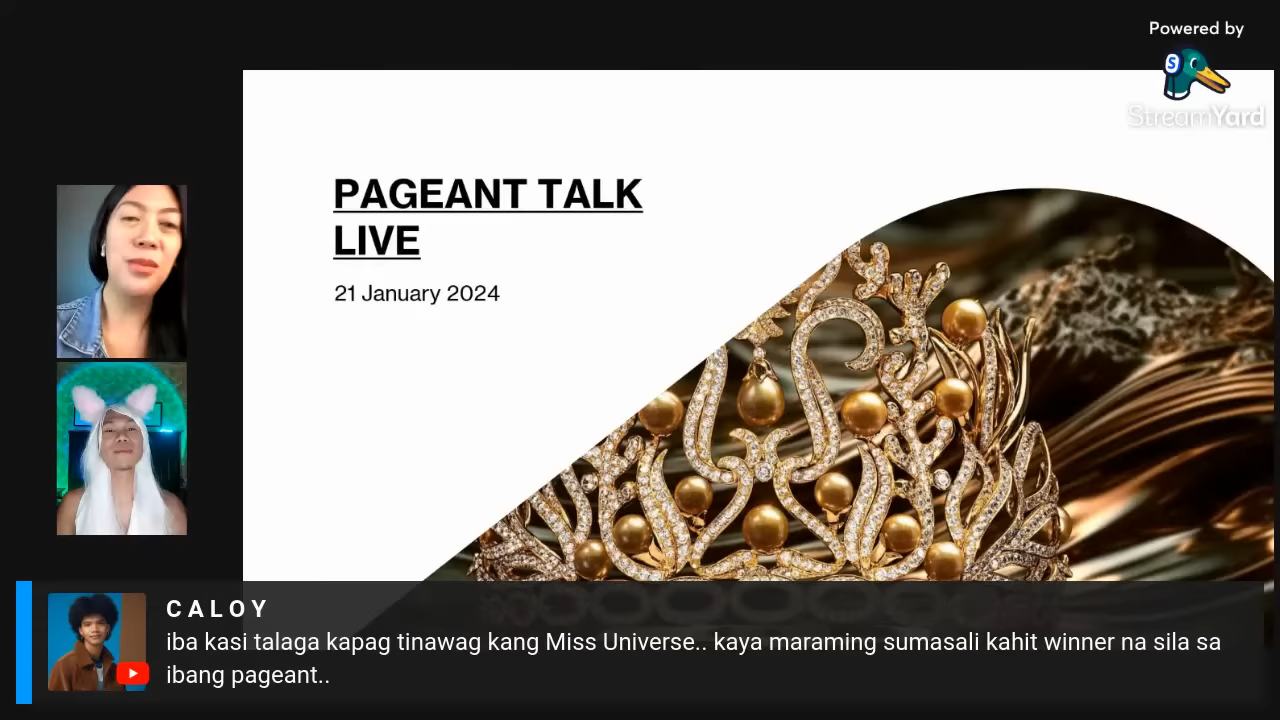 Powered by
StreamYard
PAGEANT TALK
LIVE
21 January 2024
CALOY
iba kasi talaga kapag tinawag kang Miss Universe.. kaya maraming sumasali kahit winner na sila sa
ibang pageant..